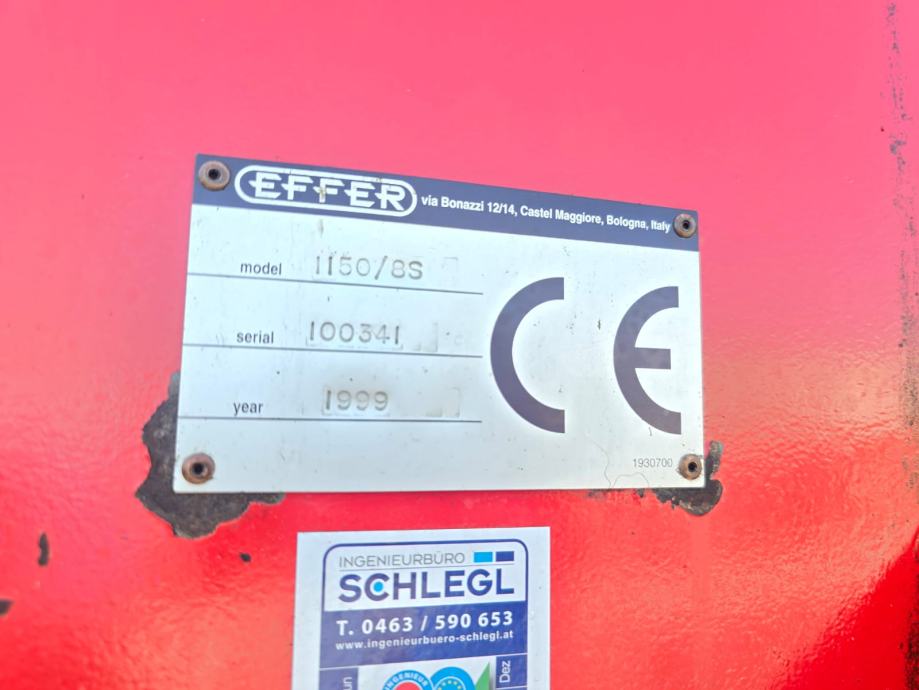 EFFER via Bonazzi 12/14, Castel Maggiore, Bologna, Italy
model 1150/8S
serial 100341
year 1999
CE
1930700
INGENIEURBÜRO
SCHLEGL
T. 0463 / 590 653
www.ingenieurbuero-schlegl.at
Dez